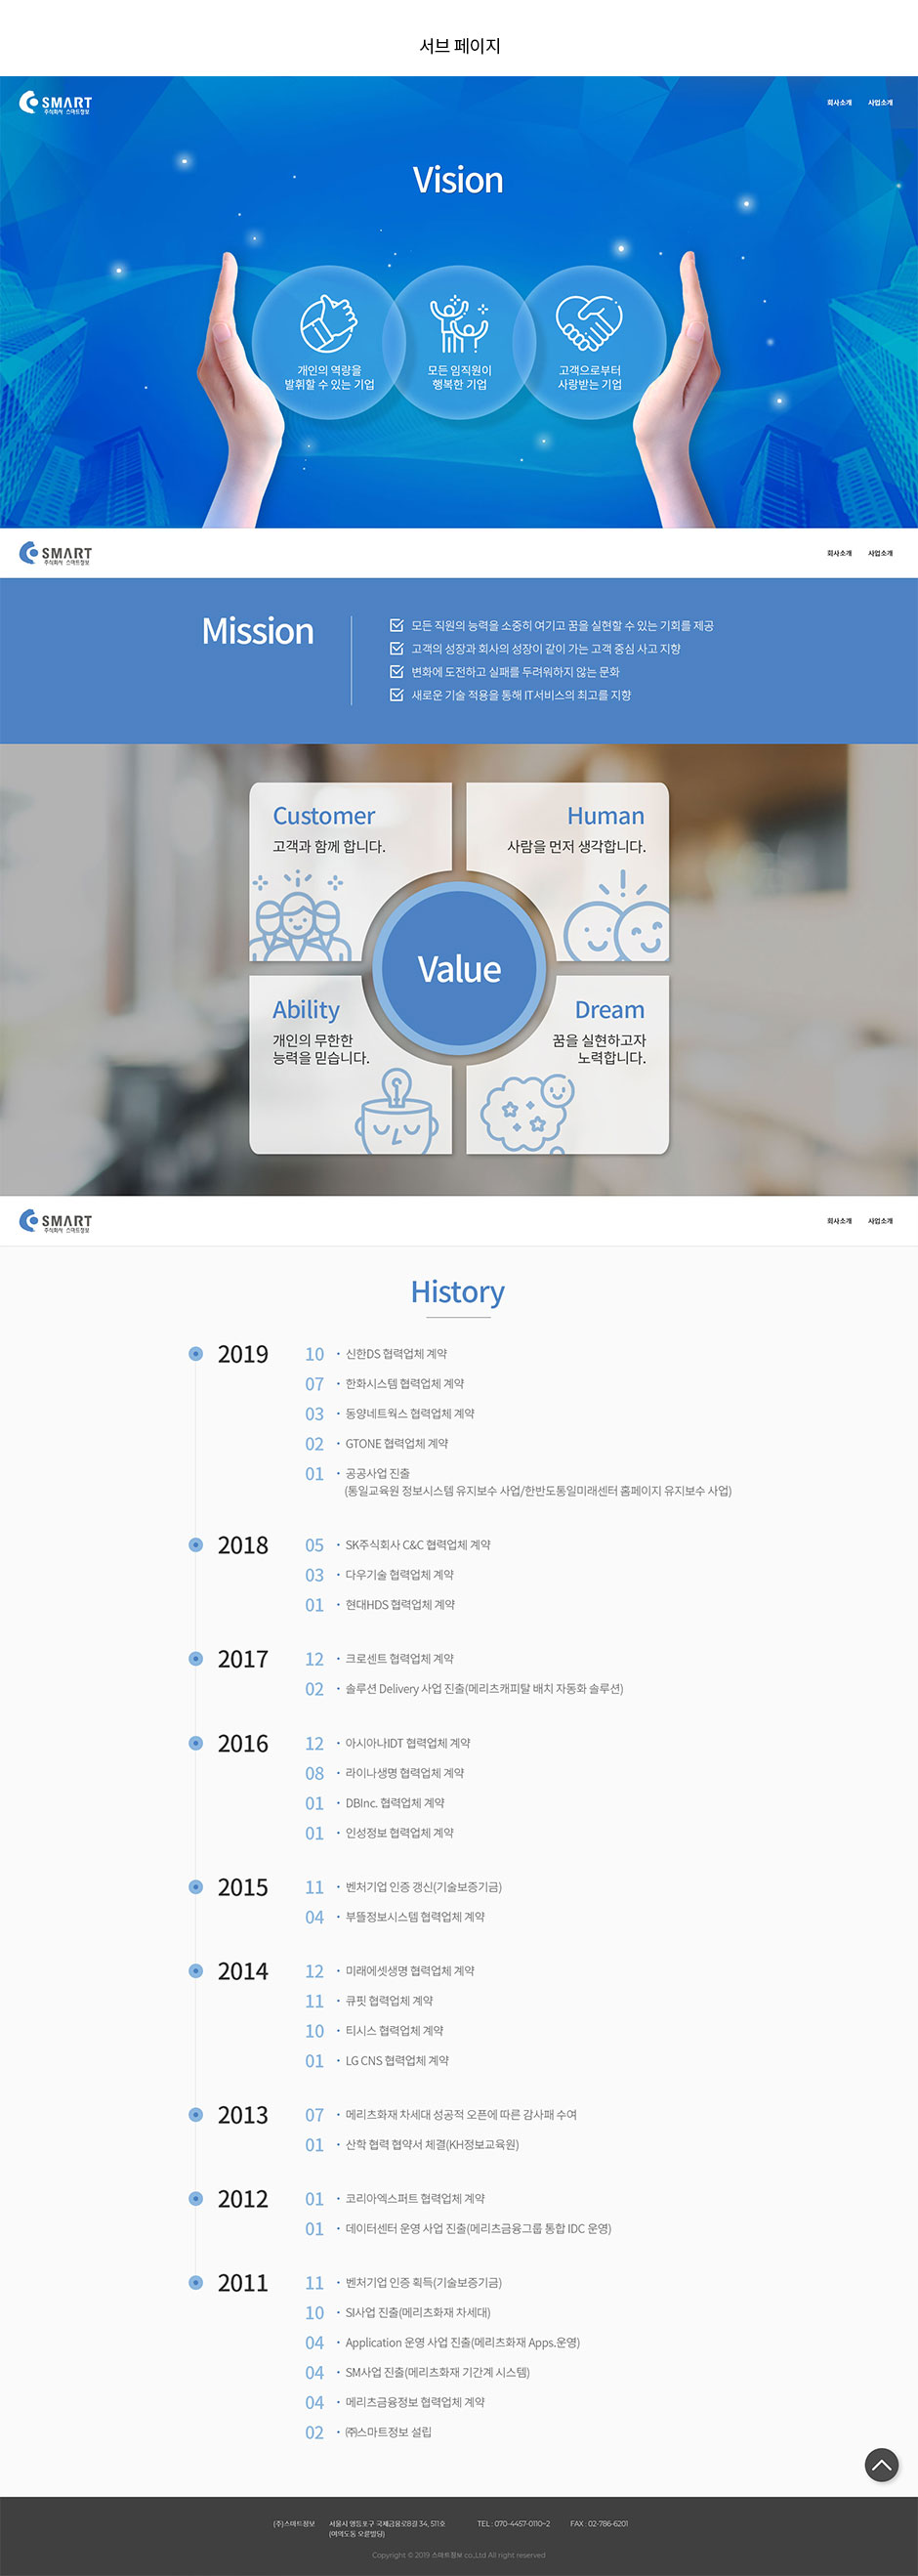 서브 페이지
SMART
주식회사 스마트정보
회사소개 사업소개
Vision
개인의 역량을
발휘할 수 있는 기업
모든 임직원이
행복한 기업
고객으로부터
사랑받는 기업
SMART
주식회사 스마트정보
회사소개 사업소개
Mission
모든 직원의 능력을 소중히 여기고 꿈을 실현할 수 있는 기회를 제공
고객의 성장과 회사의 성장이 같이 가는 고객 중심 사고 지향
변화에 도전하고 실패를 두려워하지 않는 문화
새로운 기술 적용을 통해 IT서비스의 최고를 지향
Customer
고객과 함께 합니다.
Human
사람을 먼저 생각합니다.
Value
Ability
개인의 무한한
능력을 믿습니다.
Dream
꿈을 실현하고자
노력합니다.
SMART
주식회사 스마트정보
회사소개 사업소개
History
2019 10 · 신한DS 협력업체 계약
07 · 한화시스템 협력업체 계약
03 · 동양네트웍스 협력업체 계약
02 · GTONE 협력업체 계약
01 · 공공사업 진출
(통일교육원 정보시스템 유지보수 사업/한반도통일미래센터 홈페이지 유지보수 사업)
2018 05 · SK주식회사 C&C 협력업체 계약
03 · 다우기술 협력업체 계약
01 · 현대HDS 협력업체 계약
2017 12 · 크로센트 협력업체 계약
02 · 솔루션 Delivery 사업 진출(메리츠캐피탈 배치 자동화 솔루션)
2016 12 · 아시아나IDT 협력업체 계약
08 · 라이나생명 협력업체 계약
01 · DBInc. 협력업체 계약
01 · 인성정보 협력업체 계약
2015 11 · 벤처기업 인증 갱신(기술보증기금)
04 · 부뜰정보시스템 협력업체 계약
2014 12 · 미래에셋생명 협력업체 계약
11 · 큐핏 협력업체 계약
10 · 티시스 협력업체 계약
01 · LG CNS 협력업체 계약
2013 07 · 메리츠화재 차세대 성공적 오픈에 따른 감사패 수여
01 · 산학 협력 협약서 체결(KH정보교육원)
2012 01 · 코리아엑스퍼트 협력업체 계약
01 · 데이터센터 운영 사업 진출(메리츠금융그룹 통합 IDC 운영)
2011 11 · 벤처기업 인증 획득(기술보증기금)
10 · SI사업 진출(메리츠화재 차세대)
04 · Application 운영 사업 진출(메리츠화재 Apps.운영)
04 · SM사업 진출(메리츠화재 기간계 시스템)
04 · 메리츠금융정보 협력업체 계약
02 · ㈜스마트정보 설립
(주)스마트정보 서울시 영등포구 국제금융로8길 34, 511호 TEL : 070-4457-0110~2 FAX : 02-786-6201
(여의도동 오륜빌딩)
Copyright © 2019 스마트정보 co.,Ltd All right reserved